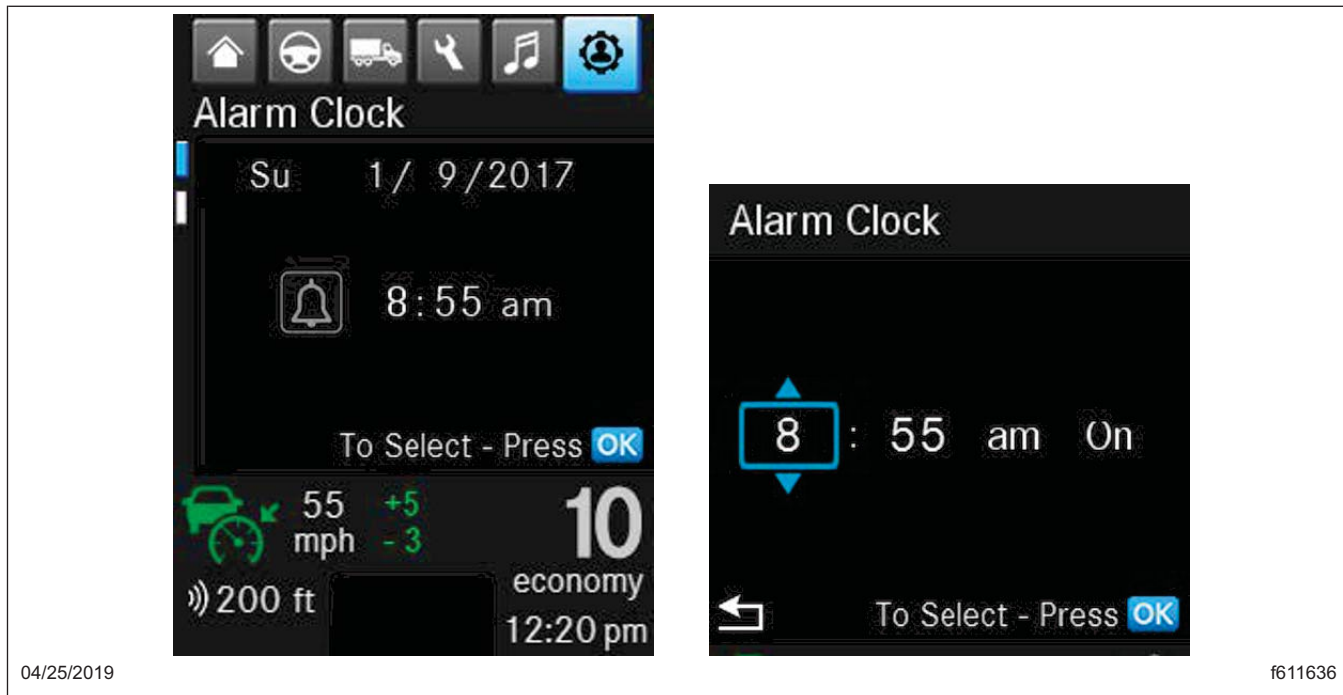 Alarm Clock
Su 1/ 9/2017
8:55 am
To Select - Press OK
55 +5
mph - 3
10
economy
200 ft
12:20 pm
Alarm Clock
8 : 55 am On
To Select - Press OK
04/25/2019
f611636